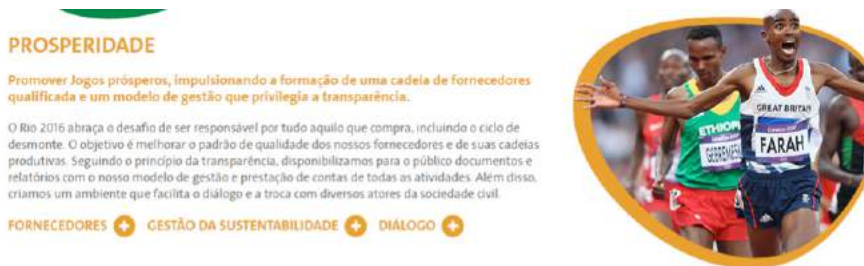 PROSPERIDADE
Promover Jogos prósperos, impulsionando a formação de uma cadeia de fornecedores
qualificada e um modelo de gestão que privilegia a transparência.
O Rio 2016 abraça o desafio de ser responsável por tudo aquilo que compra, incluindo o ciclo de
desmonte. O objetivo é melhorar o padrão de qualidade dos nossos fornecedores e de suas cadeias
produtivas. Seguindo o princípio da transparência, disponibilizamos para o público documentos e
relatórios com o nosso modelo de gestão e prestação de contas de todas as atividades. Além disso,
criamos um ambiente que facilita o diálogo e a troca com diversos atores da sociedade civil.
FORNECEDORES + GESTÃO DA SUSTENTABILIDADE + DIÁLOGO +
GREAT BRITAIN
ETHIOPIA
FARAH